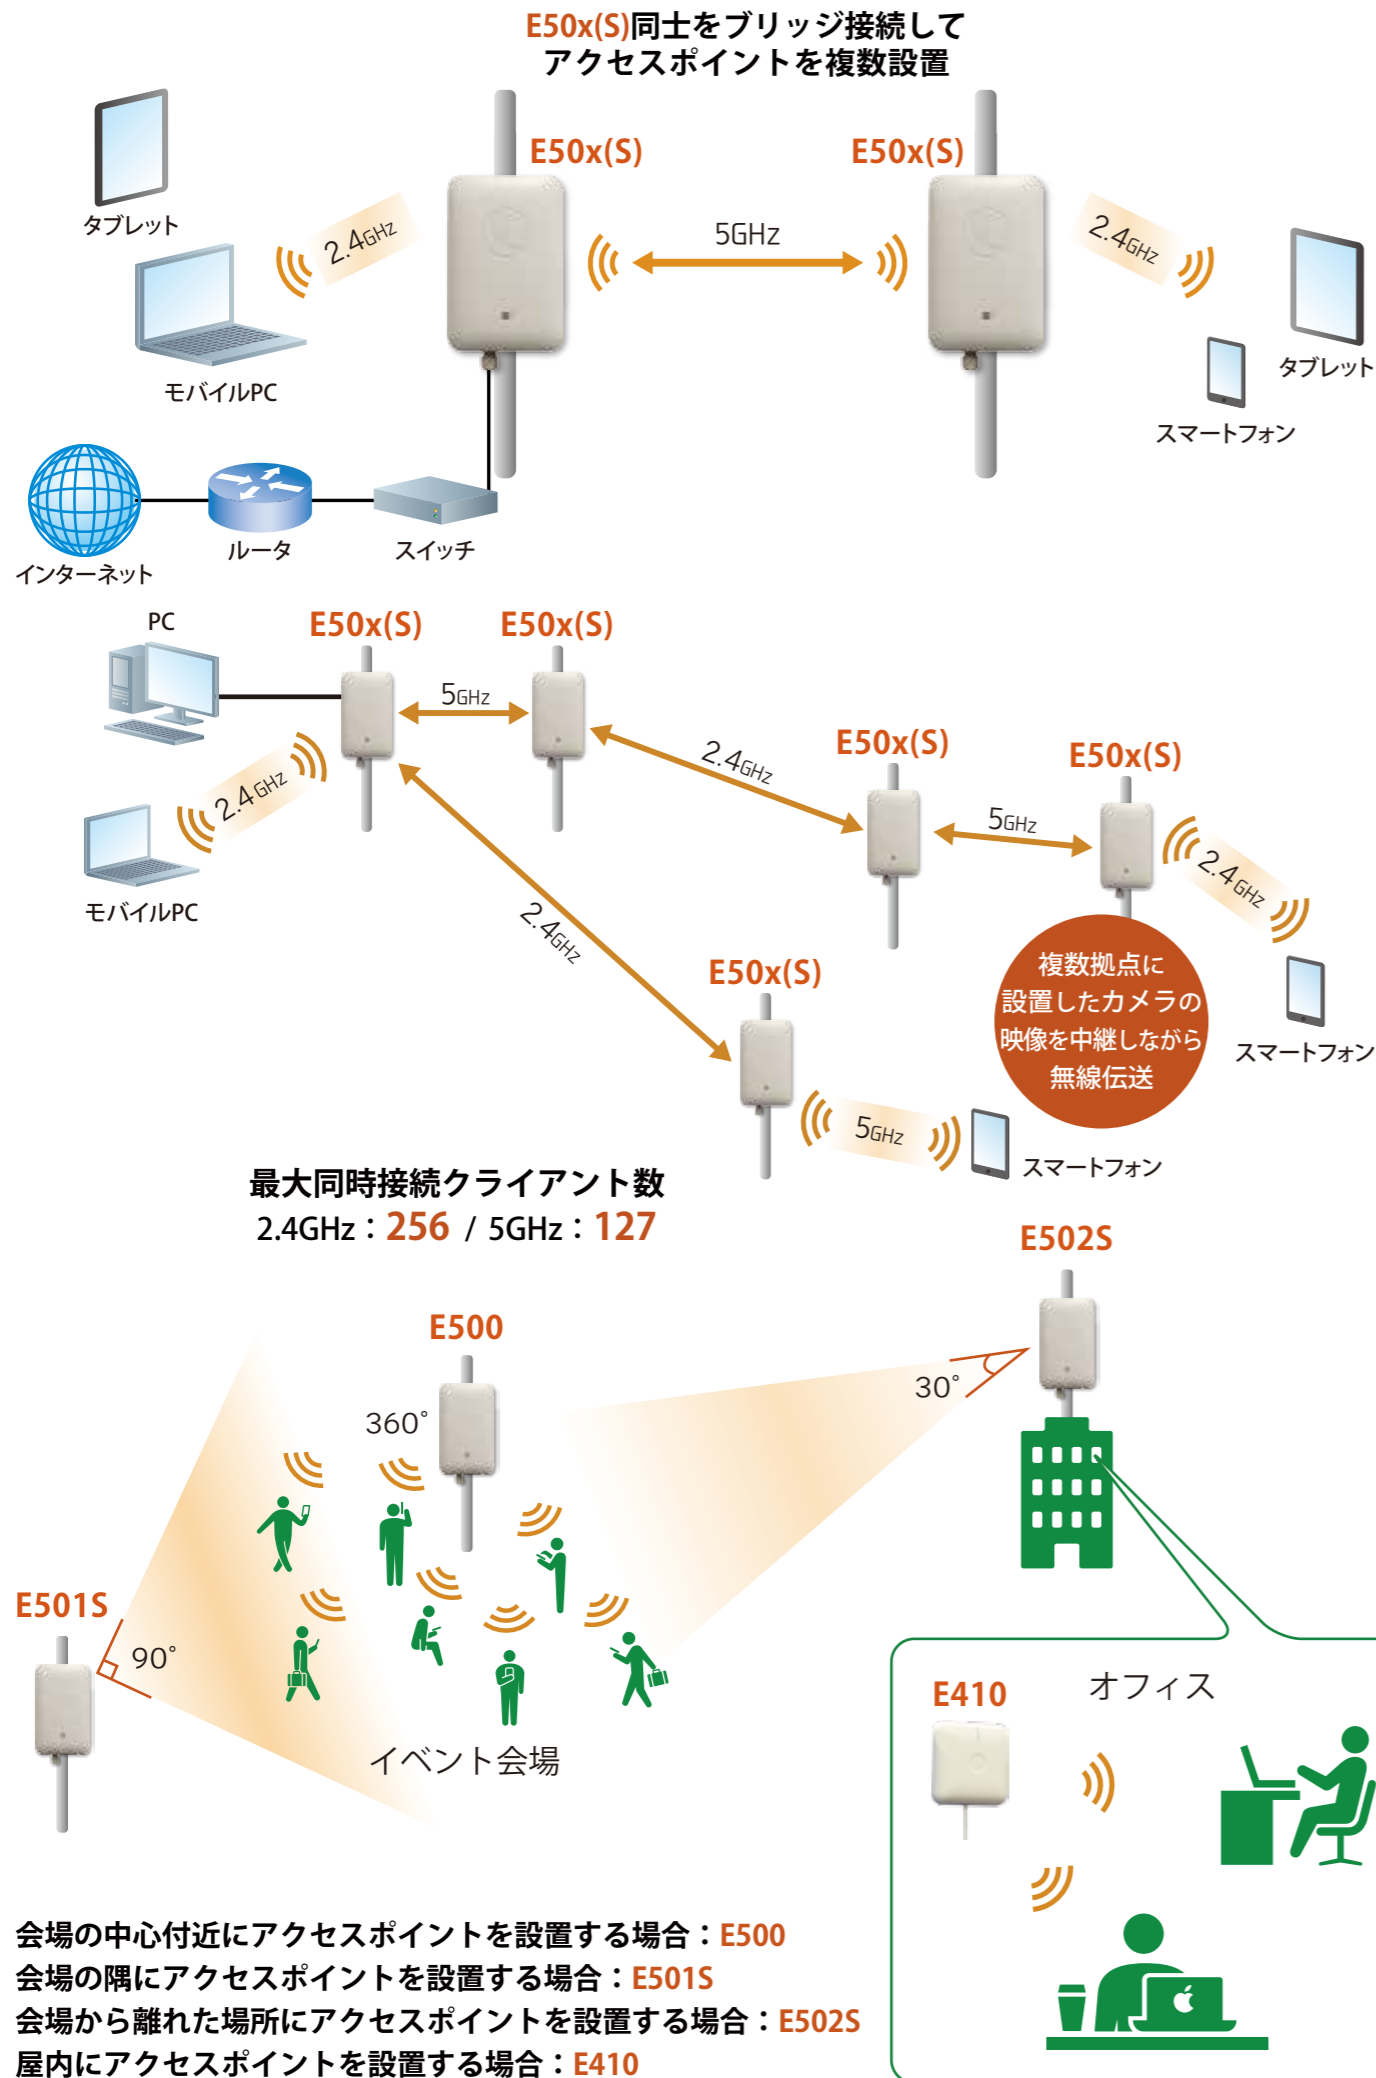 E50x(S)同士をブリッジ接続して
アクセスポイントを複数設置
E50x(S)
E50x(S)
タブレット
2.4GHz
5GHz
2.4GHz
モバイルPC
タブレット
スマートフォン
インターネット
ルータ
スイッチ
PC
E50x(S)
E50x(S)
5GHz
2.4GHz
E50x(S)
E50x(S)
2.4GHz
5GHz
2.4GHz
モバイルPC
2.4GHz
E50x(S)
複数拠点に
設置したカメラの
映像を中継しながら
無線伝送
スマートフォン
5GHz
スマートフォン
最大同時接続クライアント数
2.4GHz：256 / 5GHz：127
E502S
E500
30°
360°
E501S
90°
イベント会場
E410
オフィス
会場の中心付近にアクセスポイントを設置する場合：E500
会場の隅にアクセスポイントを設置する場合：E501S
会場から離れた場所にアクセスポイントを設置する場合：E502S
屋内にアクセスポイントを設置する場合：E410